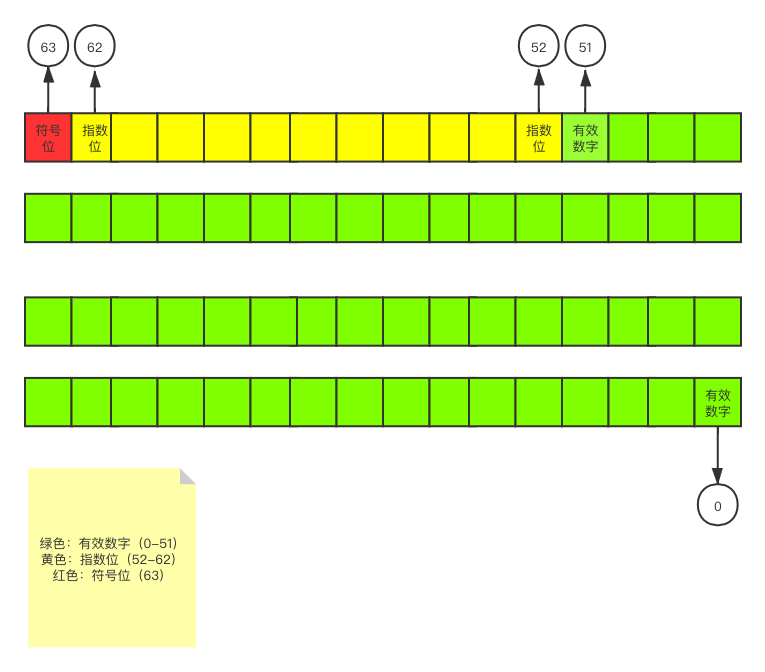 63
62
52
51
符号
位
指数
位
指数
位
有效
数字
有效
数字
0
绿色：有效数字（0-51）
黄色：指数位（52-62）
红色：符号位（63）